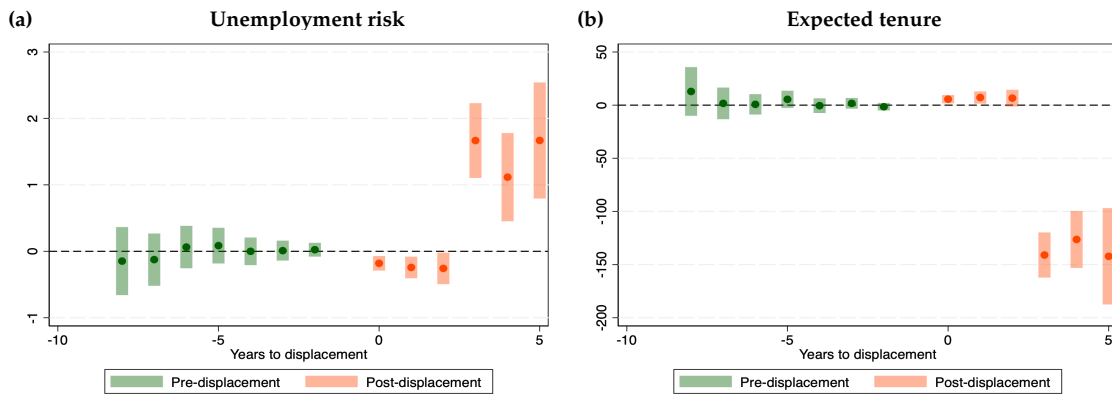 (a) Unemployment risk
3
2
1
0
-1
-10 -5 0 5
Years to displacement
Pre-displacement Post-displacement
(b) Expected tenure
50
0
-50
-100
-150
-200
-10 -5 0 5
Years to displacement
Pre-displacement Post-displacement